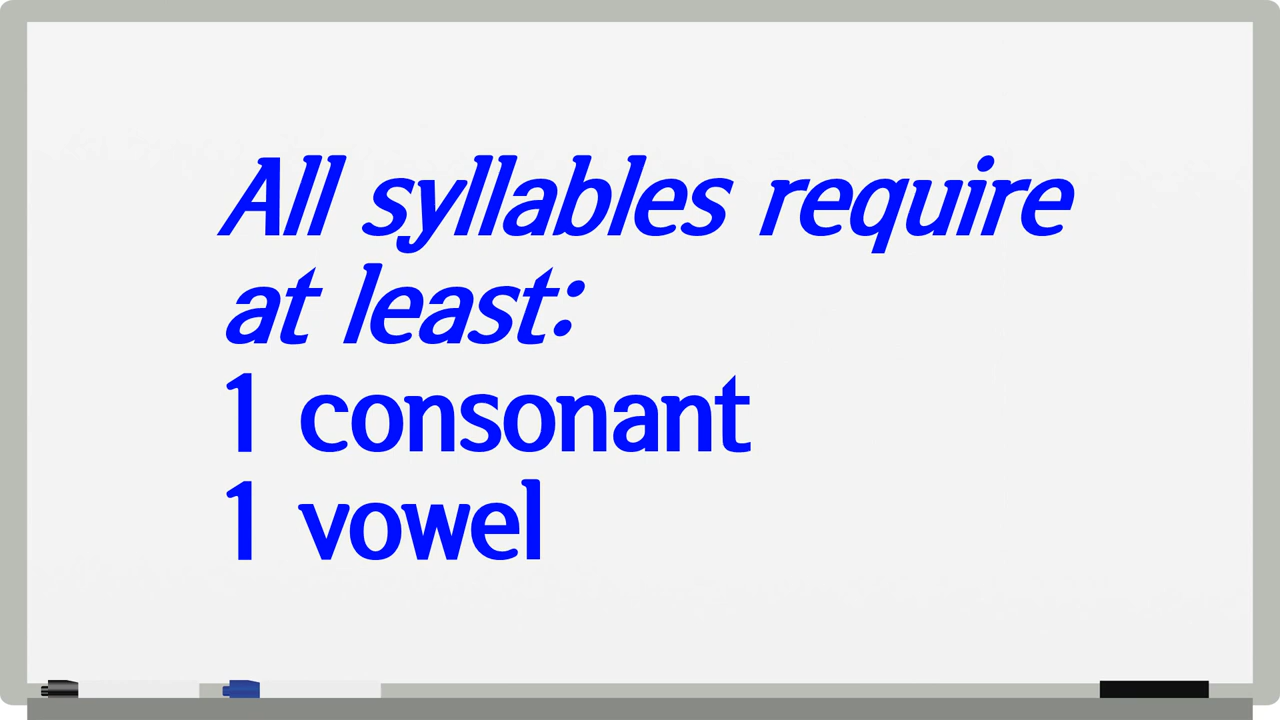 All syllables require
at least:
1 consonant
1 vowel